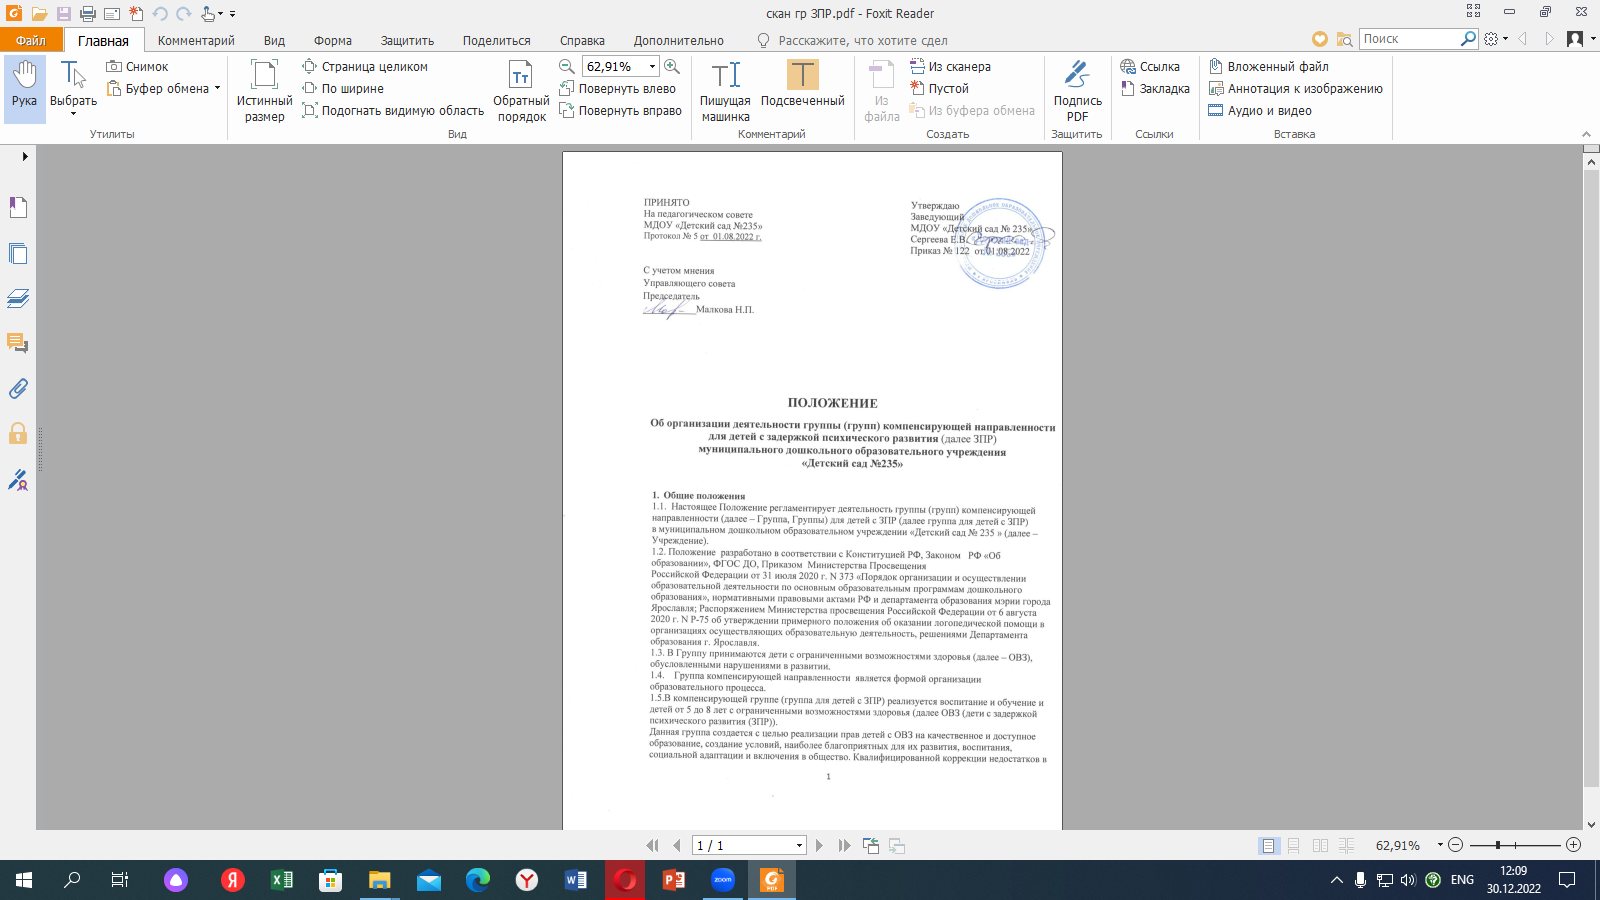 скан гр ЗПР.pdf - Foxit Reader
Файл Главная Комментарий Вид Форма Защитить Поделиться Справка Дополнительно Расскажите, что хотите сдел Поиск
Рука
Выбрать
Снимок
Буфер обмена
Утилиты
Истинный размер
Страница целиком
По ширине
Подогнать видимую область
Обратный порядок
62,91%
Повернуть влево
Повернуть вправо
Вид
Пишущая машинка
Подсвеченный
Комментарий
Из файла
Из сканера
Пустой
Из буфера обмена
Создать
Подпись PDF
Защитить
Ссылка
Закладка
Ссылки
Вложенный файл
Аннотация к изображению
Аудио и видео
Вставка
ПРИНЯТО
На педагогическом совете
МДОУ «Детский сад №235»
Протокол № 5 от 01.08.2022 г.
Утверждаю
Заведующий
МДОУ «Детский сад № 235»
Сергеева Е.В.
Приказ № 122 от 01.08.2022
С учетом мнения
Управляющего совета
Председатель
Малкова Н.П.
ПОЛОЖЕНИЕ
Об организации деятельности группы (групп) компенсирующей направленности
для детей с задержкой психического развития (далее ЗПР)
муниципального дошкольного образовательного учреждения
«Детский сад №235»
1. Общие положения
1.1. Настоящее Положение регламентирует деятельность группы (групп) компенсирующей
направленности (далее – Группа, Группы) для детей с ЗПР (далее группа для детей с ЗПР)
в муниципальном дошкольном образовательном учреждении «Детский сад № 235 » (далее –
Учреждение).
1.2. Положение разработано в соответствии с Конституцией РФ, Законом РФ «Об
образовании», ФГОС ДО, Приказом Министерства Просвещения
Российской Федерации от 31 июля 2020 г. N 373 «Порядок организации и осуществлении
образовательной деятельности по основным образовательным программам дошкольного
образования», нормативными правовыми актами РФ и департамента образования мэрии города
Ярославля; Распоряжением Министерства просвещения Российской Федерации от 6 августа
2020 г. N Р-75 об утверждении примерного положения об оказании логопедической помощи в
организациях осуществляющих образовательную деятельность, решениями Департамента
образования г. Ярославля.
1.3. В Группу принимаются дети с ограниченными возможностями здоровья (далее – ОВЗ),
обусловленными нарушениями в развитии.
1.4. Группа компенсирующей направленности является формой организации
образовательного процесса.
1.5.В компенсирующей группе (группа для детей с ЗПР) реализуется воспитание и обучение и
детей от 5 до 8 лет с ограниченными возможностями здоровья (далее ОВЗ (дети с задержкой
психического развития (ЗПР)).
Данная группа создается с целью реализации прав детей с ОВЗ на качественное и доступное
образование, создание условий, наиболее благоприятных для их развития, воспитания,
социальной адаптации и включения в общество. Квалифицированной коррекции недостатков в
1
1 / 1
62,91%
zoom
PDF
ENG
12:09
30.12.2022